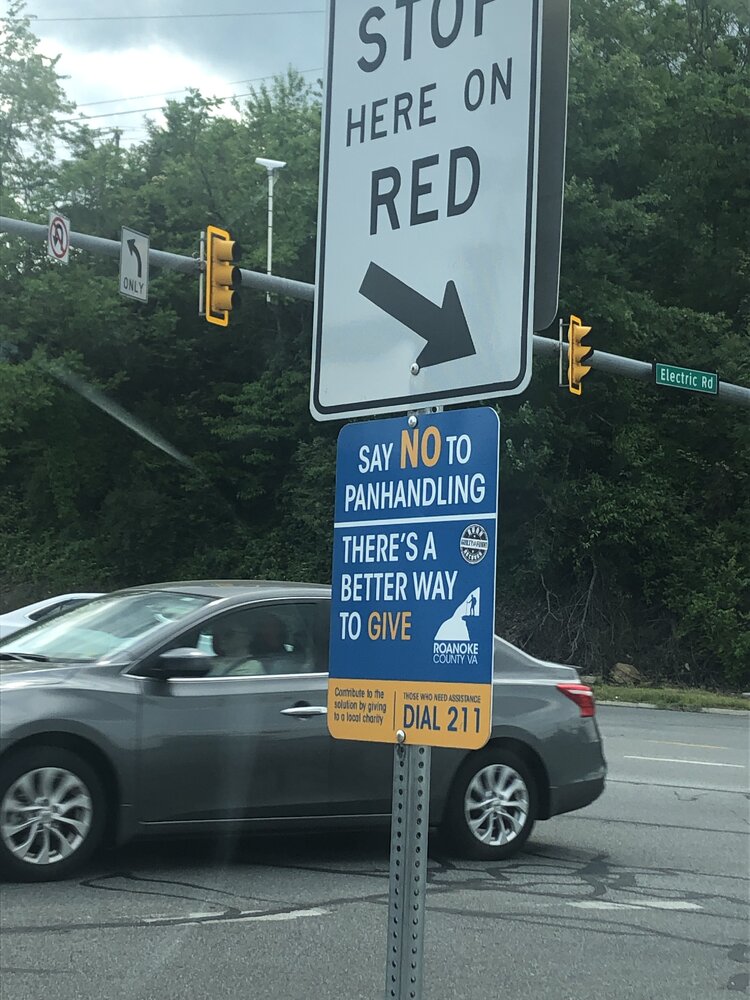 STOP
HERE ON
RED
ONLY
Electric Rd
SAY NO TO
PANHANDLING
THERE'S A
BETTER WAY
TO GIVE
ROANOKE
COUNTY VA
Contribute to the
solution by giving
to a local charity
THOSE WHO NEED ASSISTANCE
DIAL 211